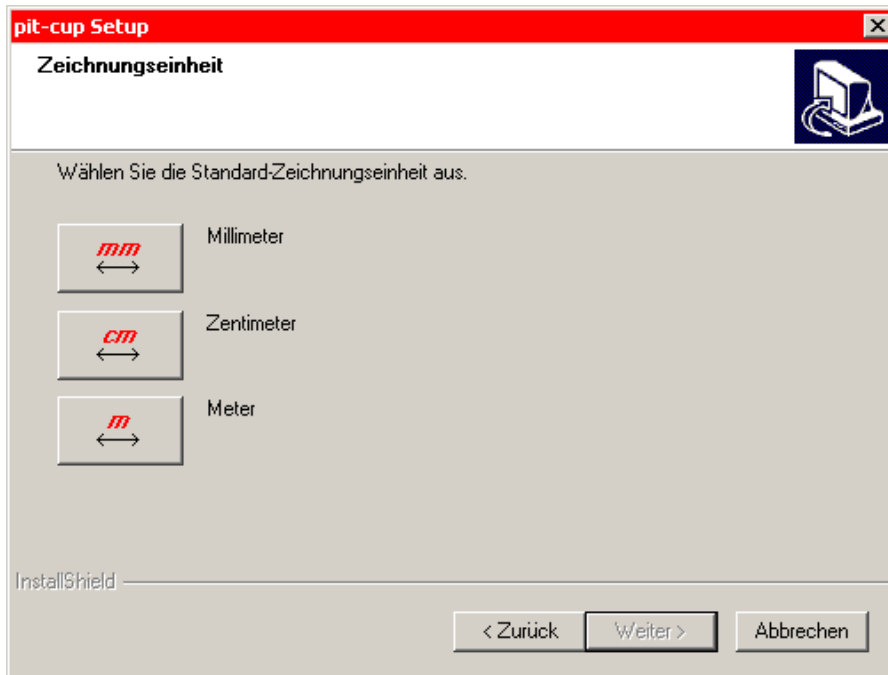 pit-cup Setup
Zeichnungseinheit
Wählen Sie die Standard-Zeichnungseinheit aus.
mm Millimeter
cm Zentimeter
m Meter
InstallShield
< Zurück Weiter > Abbrechen